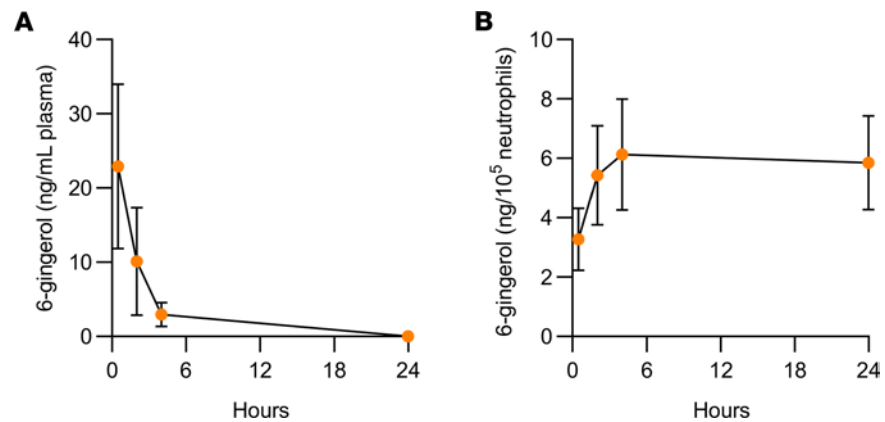 A
6-gingerol (ng/mL plasma)
40
30
20
10
0
0 6 12 18 24
Hours
B
6-gingerol (ng/10⁵ neutrophils)
10
8
6
4
2
0
0 6 12 18 24
Hours